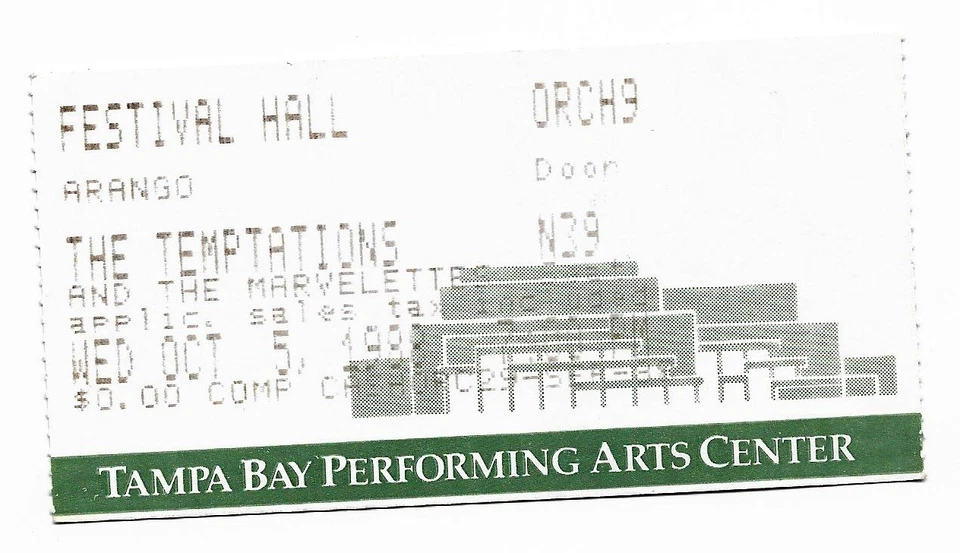 FESTIVAL HALL ORCH9
ARANGO Door
THE TEMPTATIONS N39
AND THE MARVELETTES
applic. sales tax
WED OCT 5,
$0.00 COMP
TAMPA BAY PERFORMING ARTS CENTER